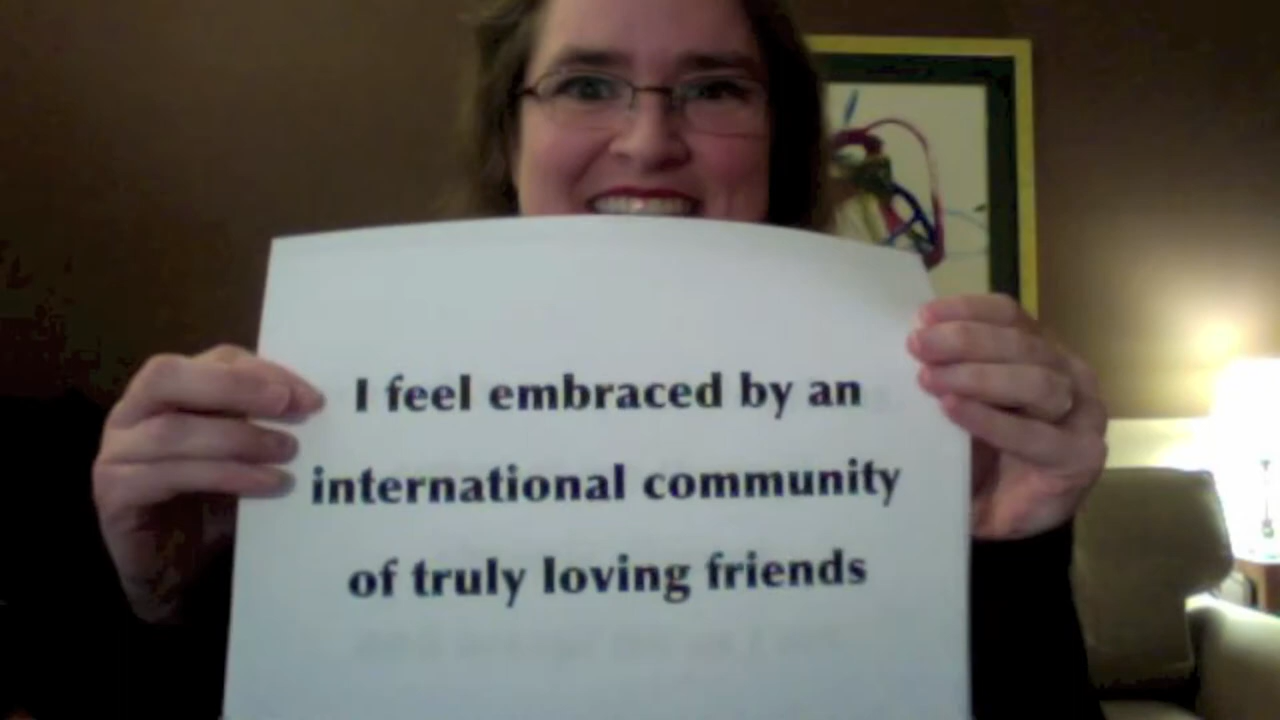 I feel embraced by an
international community
of truly loving friends